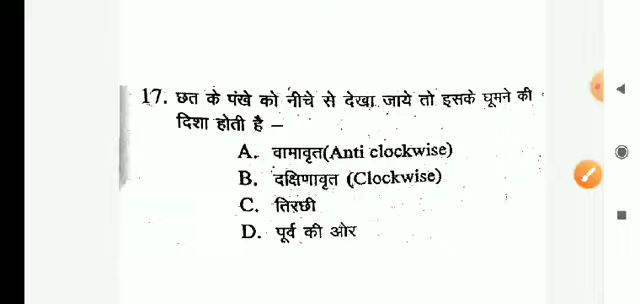 17. छत के पंखे को नीचे से देखा जाये तो इसके घूमने की
दिशा होती है –
A. वामावृत(Anti clockwise)
B. दक्षिणावृत (Clockwise)
C. तिरछी
D. पूर्व की ओर